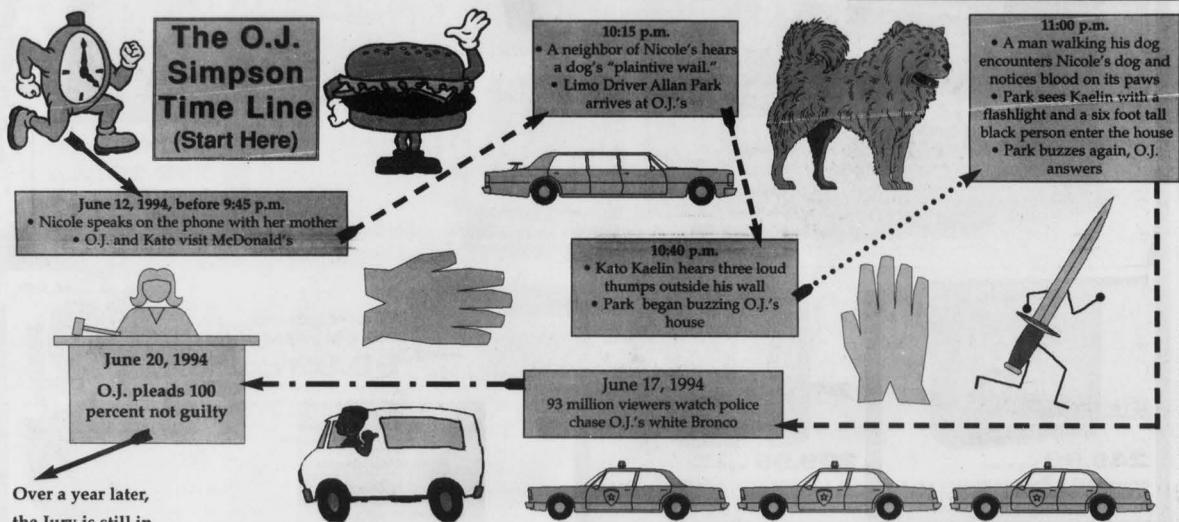 The O.J.
Simpson
Time Line
(Start Here)
June 12, 1994, before 9:45 p.m.
• Nicole speaks on the phone with her mother
• O.J. and Kato visit McDonald's
10:15 p.m.
• A neighbor of Nicole's hears
a dog's "plaintive wail."
• Limo Driver Allan Park
arrives at O.J.'s
10:40 p.m.
• Kato Kaelin hears three loud
thumps outside his wall
• Park began buzzing O.J.'s
house
11:00 p.m.
• A man walking his dog
encounters Nicole's dog and
notices blood on its paws
• Park sees Kaelin with a
flashlight and a six foot tall
black person enter the house
• Park buzzes again, O.J.
answers
June 17, 1994
93 million viewers watch police
chase O.J.'s white Bronco
June 20, 1994
O.J. pleads 100
percent not guilty
Over a year later,
the Jury is still in